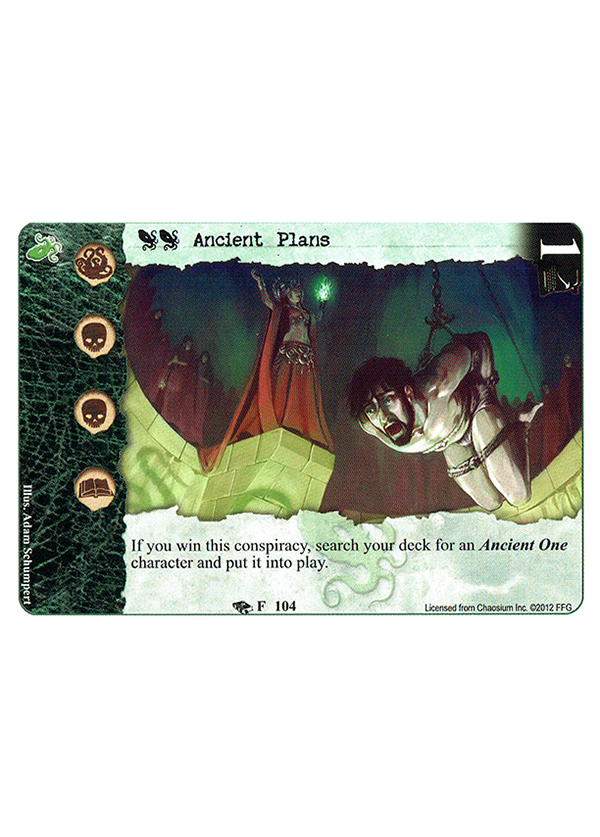 Ancient Plans
1
If you win this conspiracy, search your deck for an Ancient One
character and put it into play.
F 104
Licensed from Chaosium Inc. ©2012 FFG
Illus. Adam Schumpert